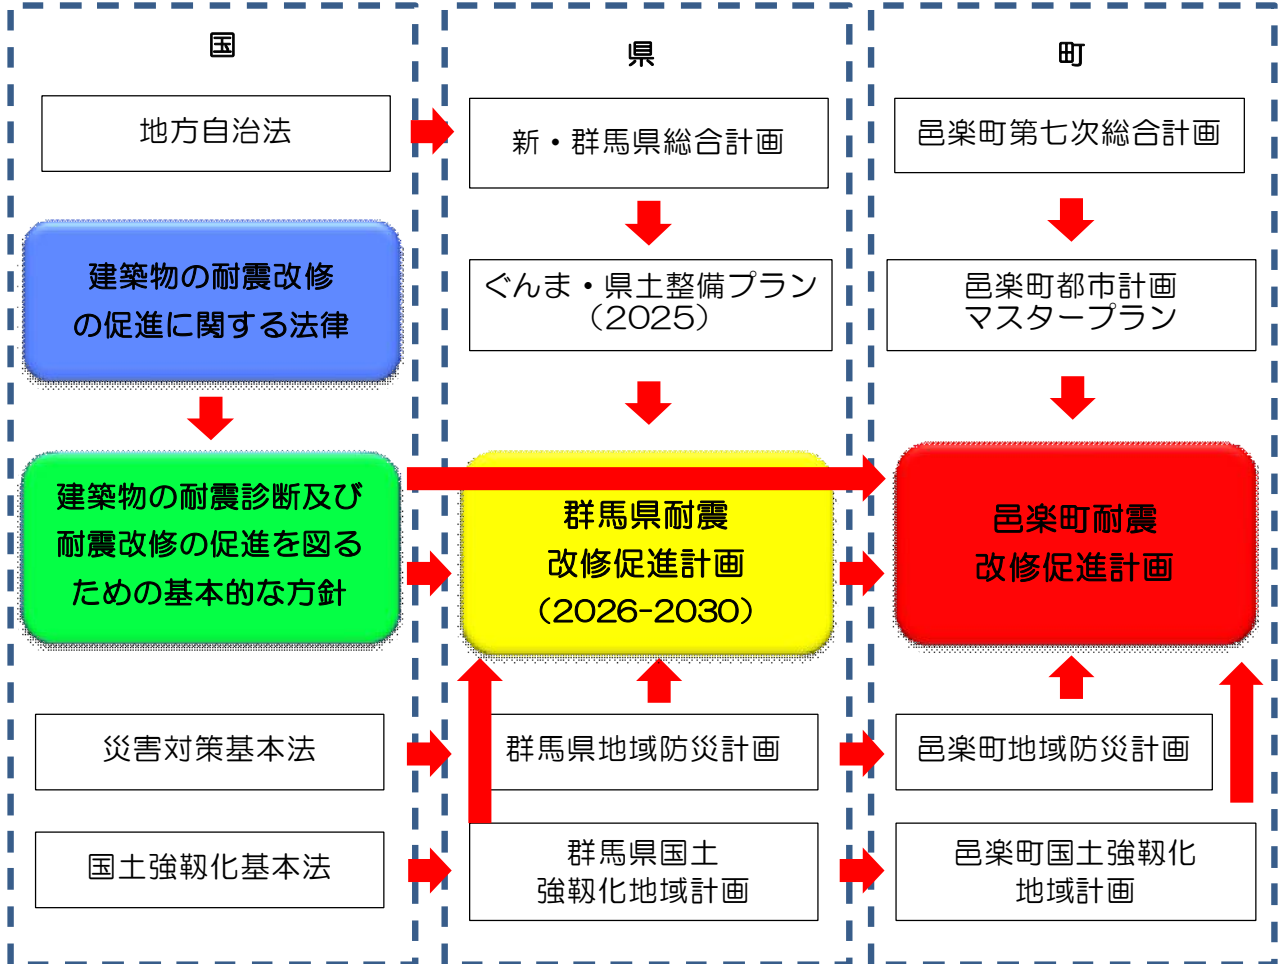 国
地方自治法
建築物の耐震改修
の促進に関する法律
建築物の耐震診断及び
耐震改修の促進を図る
ための基本的な方針
災害対策基本法
国土強靱化基本法
県
新・群馬県総合計画
ぐんま・県土整備プラン
（2025）
群馬県耐震
改修促進計画
（2026-2030）
群馬県地域防災計画
群馬県国土
強靱化地域計画
町
邑楽町第七次総合計画
邑楽町都市計画
マスタープラン
邑楽町耐震
改修促進計画
邑楽町地域防災計画
邑楽町国土強靱化
地域計画